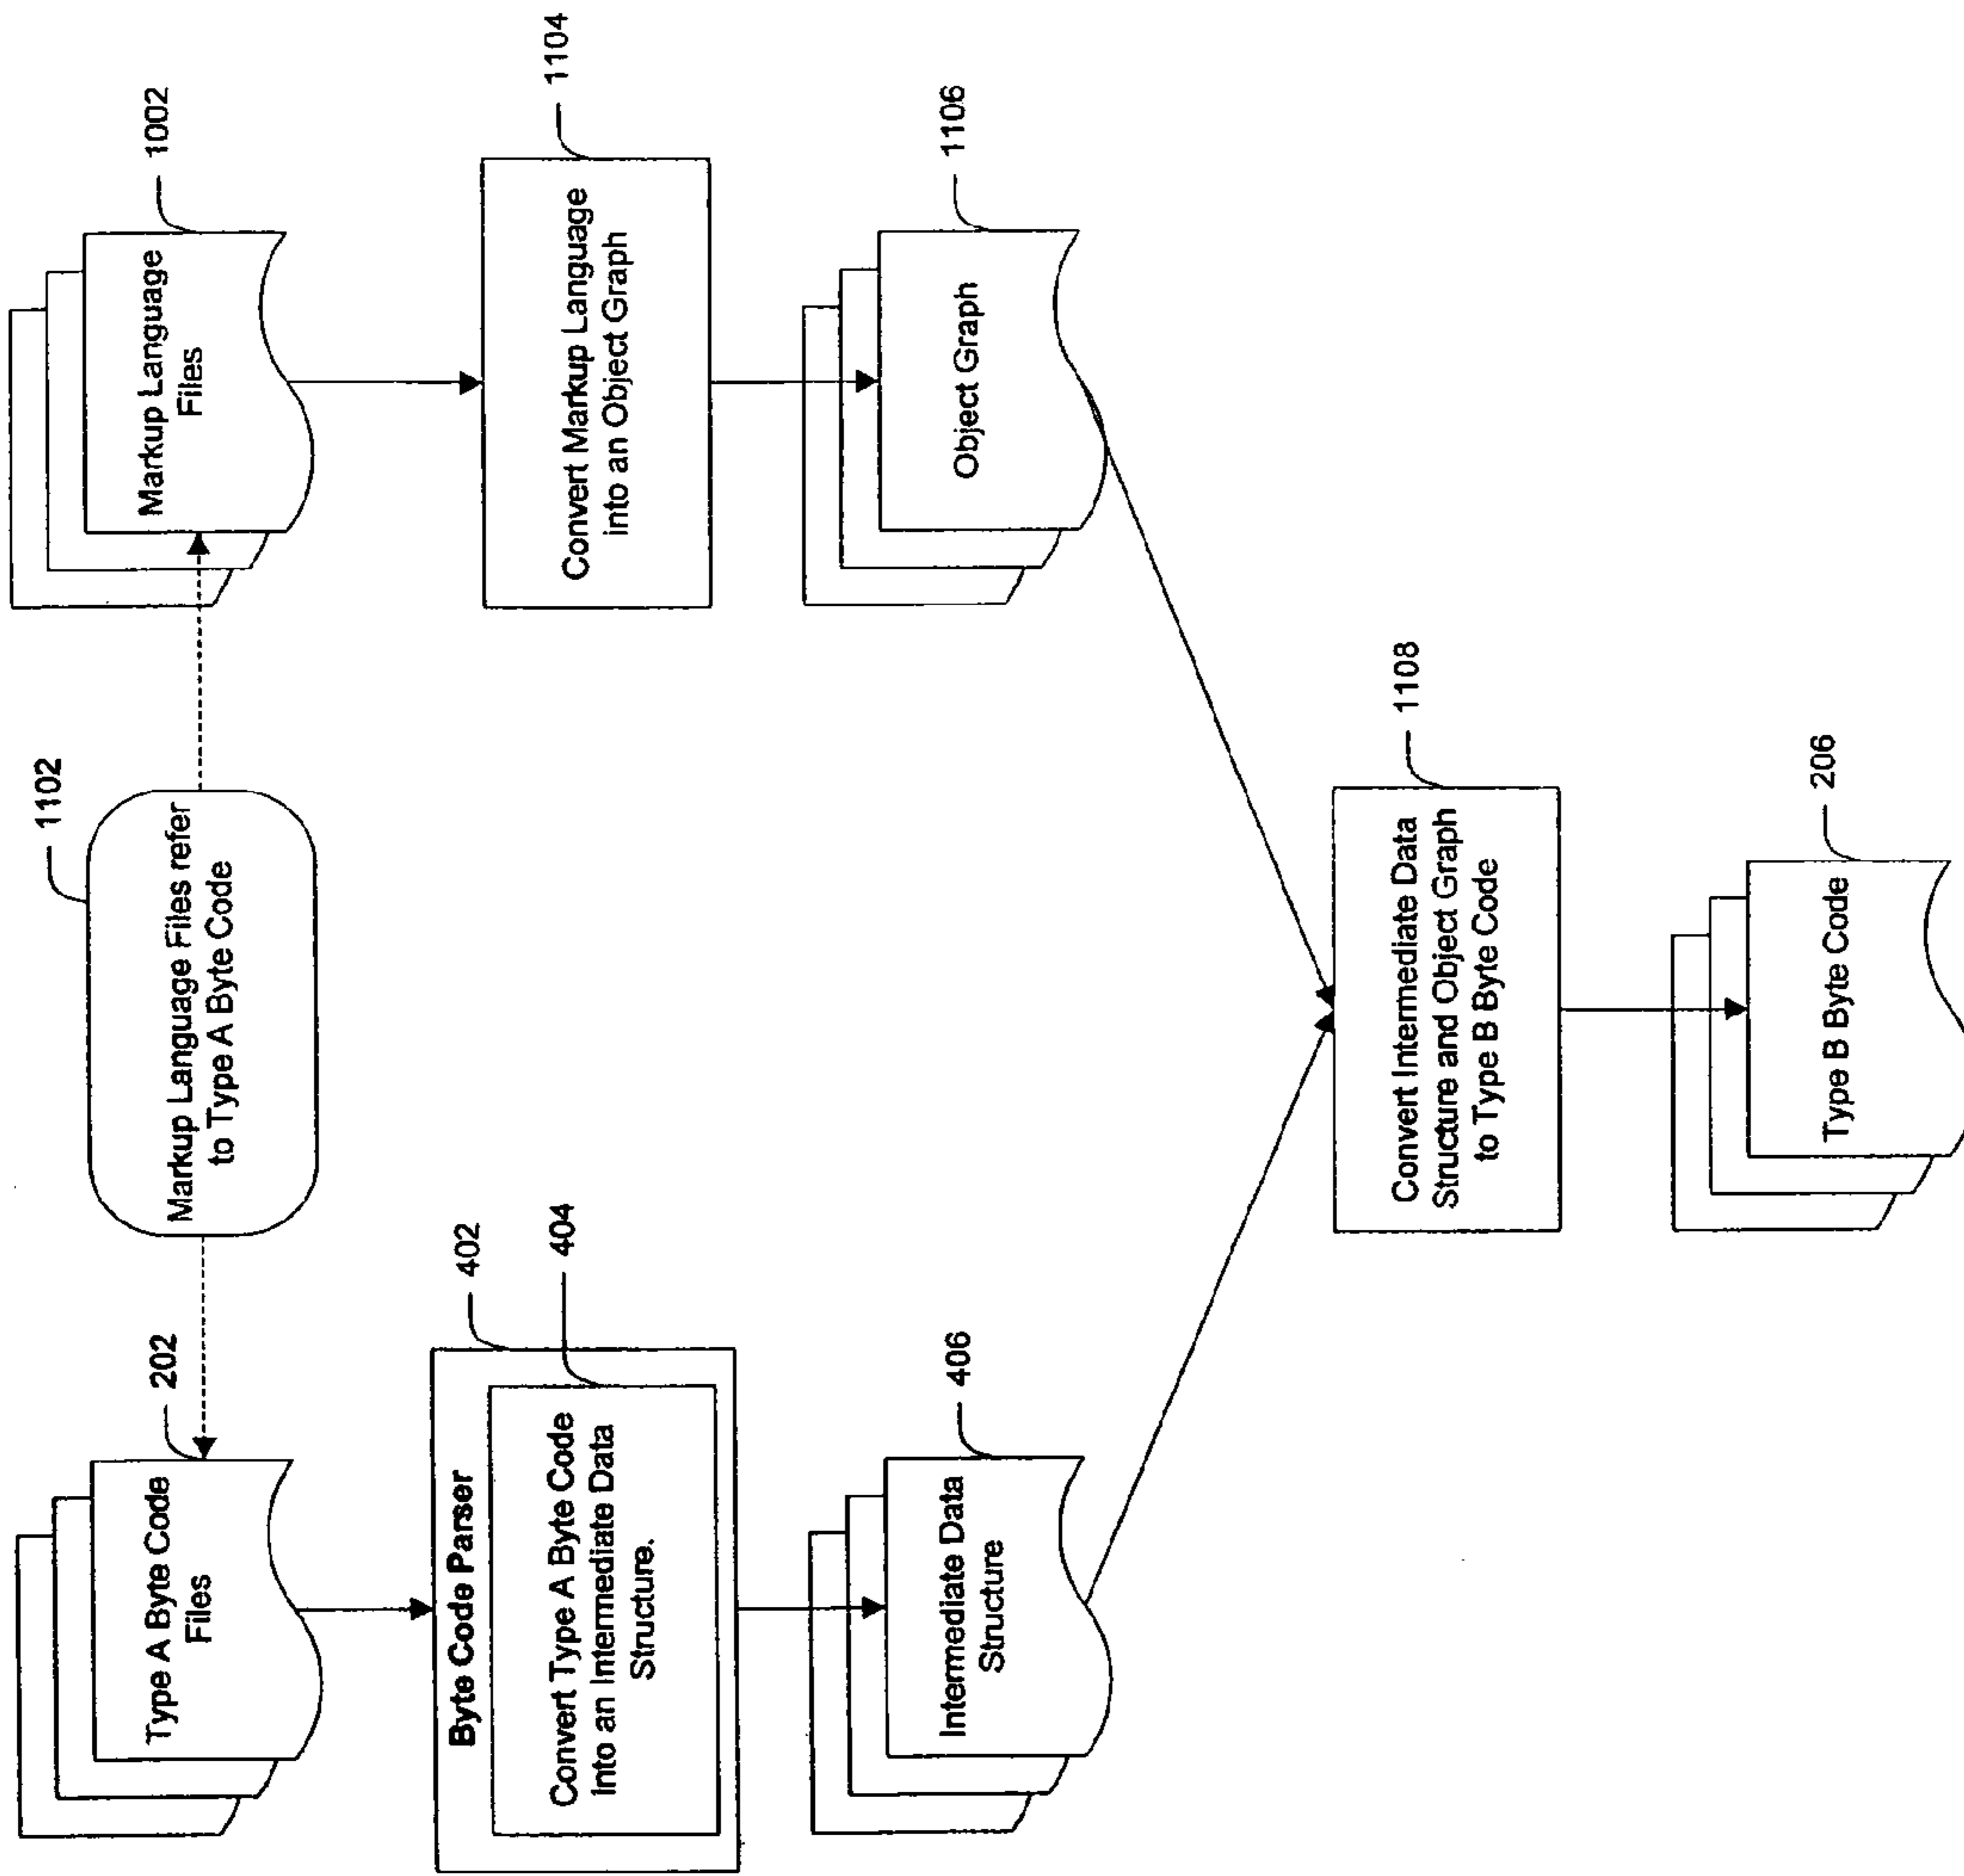 1102
202
Type A Byte Code
Files
Markup Language Files refer
to Type A Byte Code
1002
Markup Language
Files
402
Byte Code Parser
404
Convert Type A Byte Code
into an Intermediate Data
Structure.
1104
Convert Markup Language
into an Object Graph
406
Intermediate Data
Structure
1106
Object Graph
1108
Convert Intermediate Data
Structure and Object Graph
to Type B Byte Code
206
Type B Byte Code